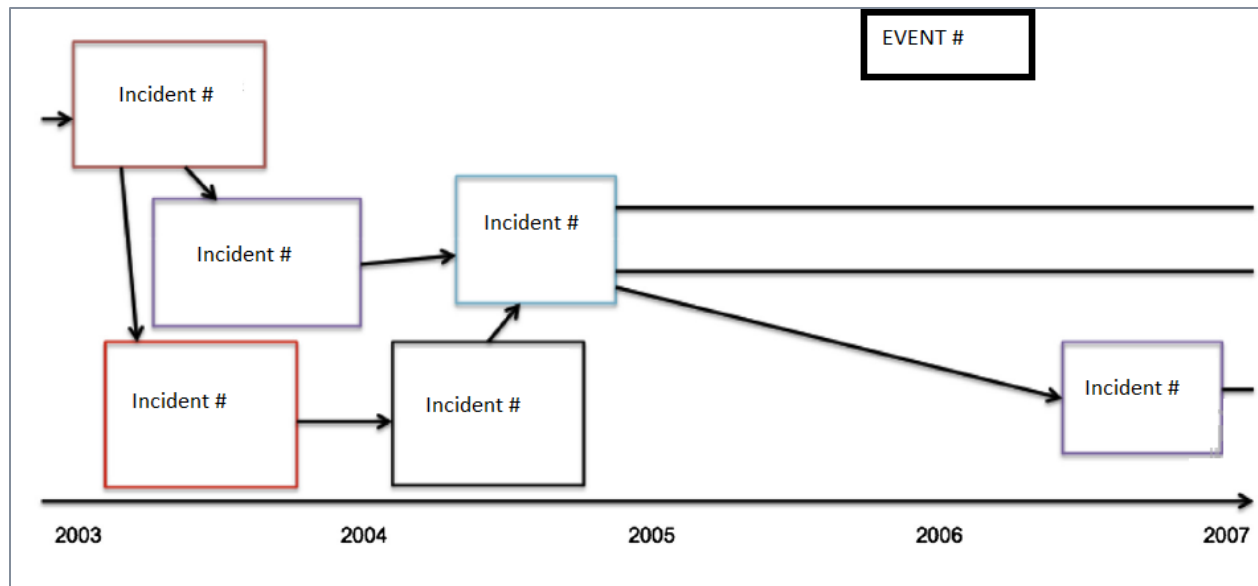 EVENT #
Incident #
Incident #
Incident #
Incident #
Incident #
Incident #
2003
2004
2005
2006
2007